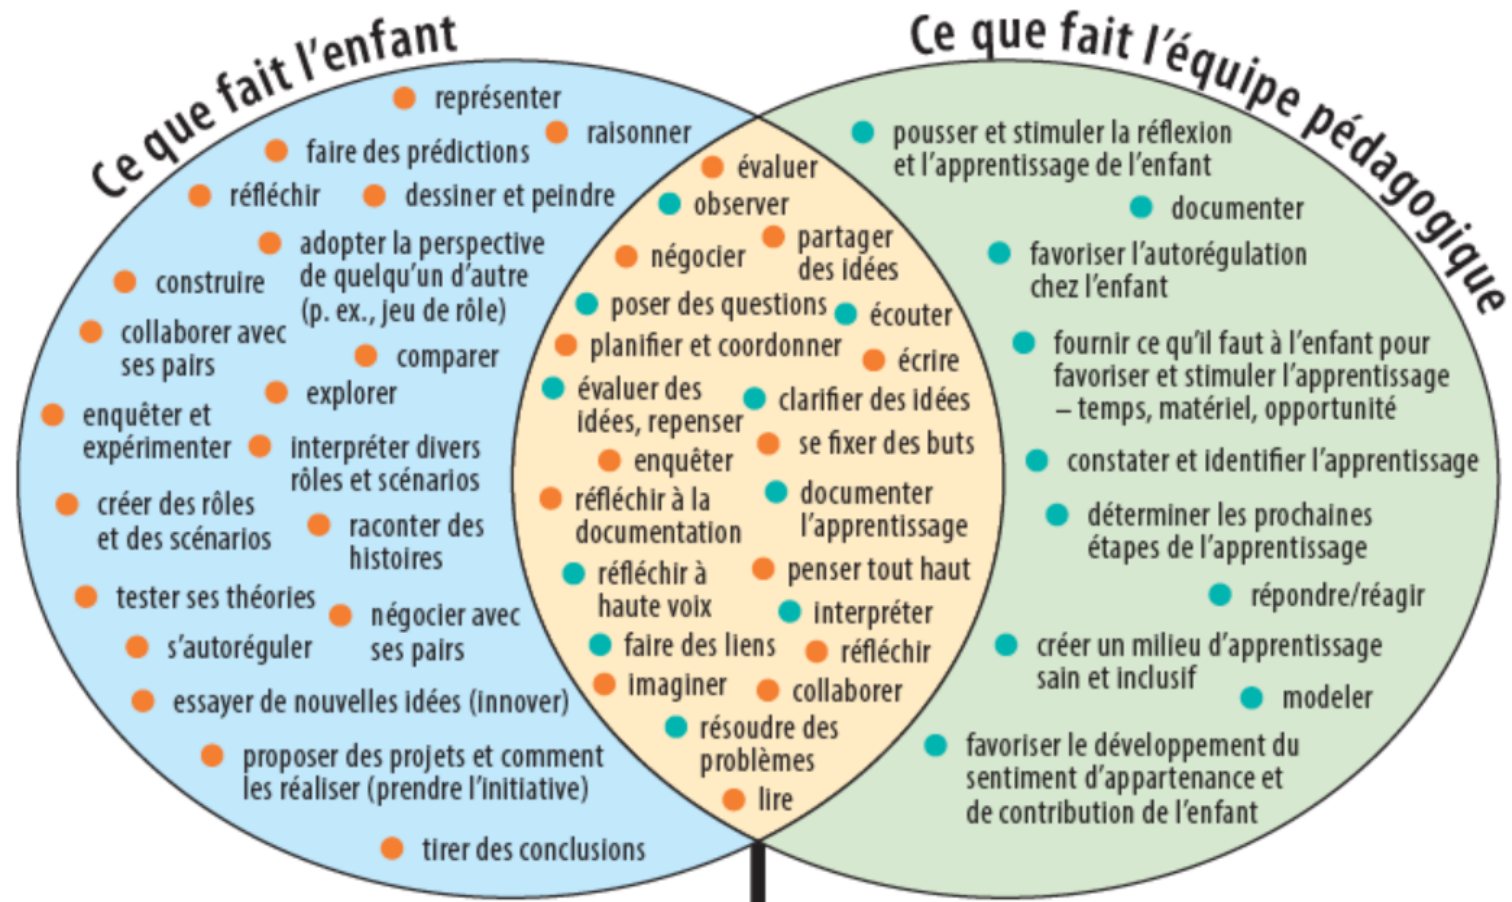 Ce que fait l'enfant
représenter
raisonner
faire des prédictions
réfléchir
dessiner et peindre
adopter la perspective
de quelqu'un d'autre
(p. ex., jeu de rôle)
construire
collaborer avec
ses pairs
comparer
explorer
enquêter et
expérimenter
interpréter divers
rôles et scénarios
créer des rôles
et des scénarios
raconter des
histoires
tester ses théories
négocier avec
ses pairs
s'autoréguler
essayer de nouvelles idées (innover)
proposer des projets et comment
les réaliser (prendre l'initiative)
tirer des conclusions
évaluer
observer
négocier
partager
des idées
poser des questions
écouter
planifier et coordonner
écrire
évaluer des
idées, repenser
clarifier des idées
se fixer des buts
enquêter
réfléchir à la
documentation
documenter
l'apprentissage
penser tout haut
réfléchir à
haute voix
interpréter
faire des liens
réfléchir
imaginer
collaborer
résoudre des
problèmes
lire
Ce que fait l'équipe pédagogique
pousser et stimuler la réflexion
et l'apprentissage de l'enfant
documenter
favoriser l'autorégulation
chez l'enfant
fournir ce qu'il faut à l'enfant pour
favoriser et stimuler l'apprentissage
– temps, matériel, opportunité
constater et identifier l'apprentissage
déterminer les prochaines
étapes de l'apprentissage
répondre/réagir
créer un milieu d'apprentissage
sain et inclusif
modeler
favoriser le développement du
sentiment d'appartenance et
de contribution de l'enfant